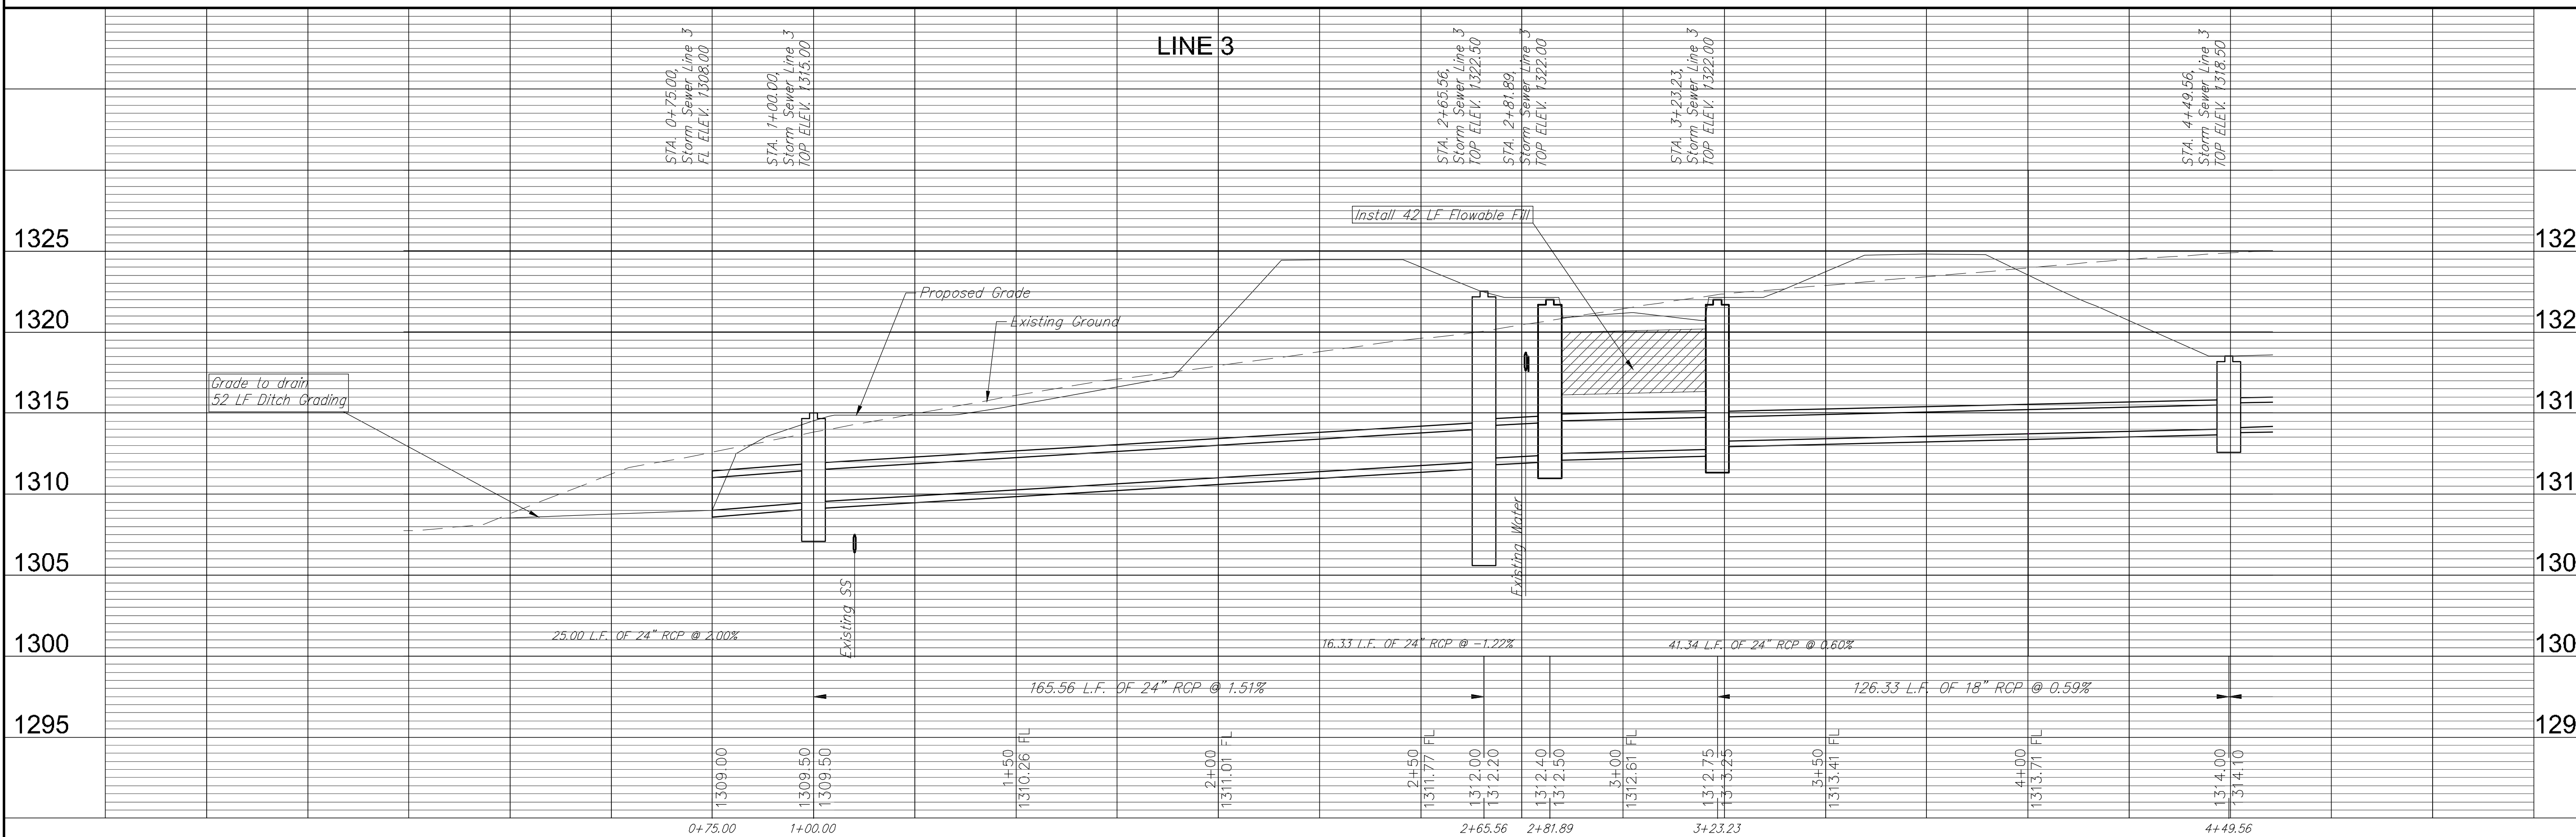 LINE 3
STA. 0+75.00,
Storm Sewer Line 3
FL ELEV. 1308.00
STA. 1+00.00,
Storm Sewer Line 3
TOP ELEV. 1315.00
STA. 2+65.56,
Storm Sewer Line 3
TOP ELEV. 1322.50
STA. 2+81.89,
Storm Sewer Line 3
TOP ELEV. 1322.00
STA. 3+23.23,
Storm Sewer Line 3
TOP ELEV. 1322.00
STA. 4+49.56,
Storm Sewer Line 3
TOP ELEV. 1318.50
Install 42 LF Flowable Fill
1325
132
Proposed Grade
Existing Ground
1320
132
Grade to drain
52 LF Ditch Grading
1315
131
1310
131
Existing Water
1305
130
Existing SS
25.00 L.F. OF 24" RCP @ 2.00%
16.33 L.F. OF 24" RCP @ -1.22%
41.34 L.F. OF 24" RCP @ 0.60%
1300
130
165.56 L.F. OF 24" RCP @ 1.51%
126.33 L.F. OF 18" RCP @ 0.59%
1295
129
1309.00
1309.50
1309.50
1+50
1310.26 FL
2+00
1311.01 FL
2+50
1311.77 FL
1312.00
1312.20
1312.40
1312.50
3+00
1312.61 FL
1312.75
1313.25
3+50
1313.41 FL
4+00
1313.71 FL
1314.00
1314.10
0+75.00
1+00.00
2+65.56
2+81.89
3+23.23
4+49.56